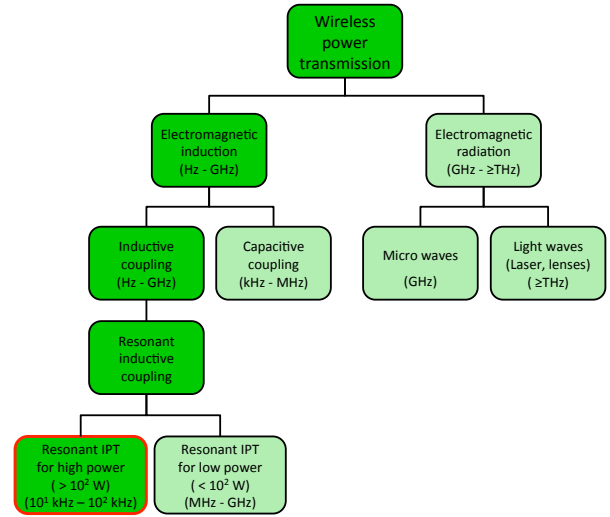 Wireless
power
transmission
Electromagnetic
induction
(Hz - GHz)
Electromagnetic
radiation
(GHz - ≥THz)
Inductive
coupling
(Hz - GHz)
Capacitive
coupling
(kHz - MHz)
Micro waves
(GHz)
Light waves
(Laser, lenses)
( ≥THz)
Resonant
inductive
coupling
Resonant IPT
for high power
( > 10² W)
(10¹ kHz – 10² kHz)
Resonant IPT
for low power
( < 10² W)
(MHz - GHz)